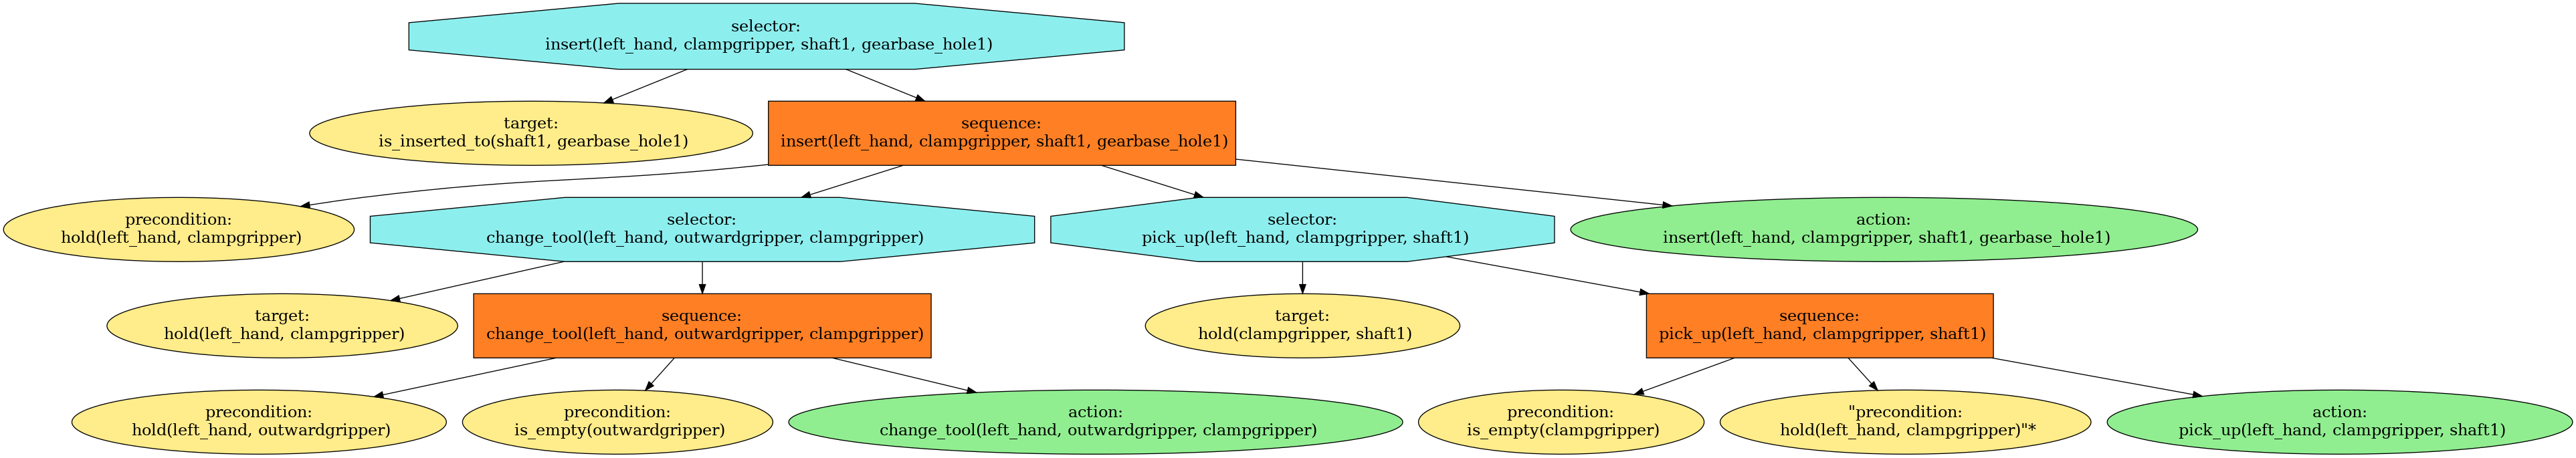 selector:
insert(left_hand, clampgripper, shaft1, gearbase_hole1)
target:
is_inserted_to(shaft1, gearbase_hole1)
sequence:
insert(left_hand, clampgripper, shaft1, gearbase_hole1)
precondition:
hold(left_hand, clampgripper)
selector:
change_tool(left_hand, outwardgripper, clampgripper)
selector:
pick_up(left_hand, clampgripper, shaft1)
action:
insert(left_hand, clampgripper, shaft1, gearbase_hole1)
target:
hold(left_hand, clampgripper)
sequence:
change_tool(left_hand, outwardgripper, clampgripper)
target:
hold(clampgripper, shaft1)
sequence:
pick_up(left_hand, clampgripper, shaft1)
precondition:
hold(left_hand, outwardgripper)
precondition:
is_empty(outwardgripper)
action:
change_tool(left_hand, outwardgripper, clampgripper)
precondition:
is_empty(clampgripper)
"precondition:
hold(left_hand, clampgripper)"*
action:
pick_up(left_hand, clampgripper, shaft1)